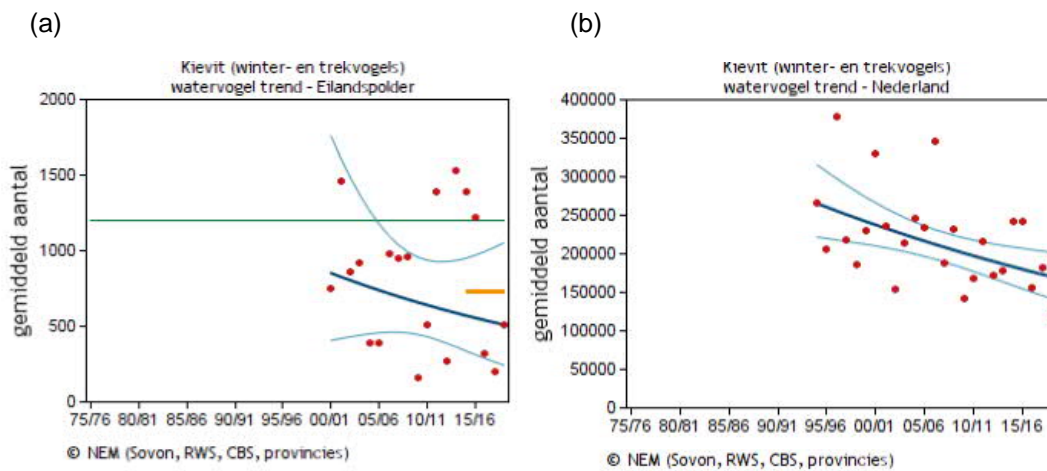 (a)
Kievit (winter- en trekvogels)
watervogel trend - Eilandspolder
gemiddeld aantal
2000
1500
1000
500
0
75/76 80/81 85/86 90/91 95/96 00/01 05/06 10/11 15/16
© NEM (Sovon, RWS, CBS, provincies)
(b)
Kievit (winter- en trekvogels)
watervogel trend - Nederland
gemiddeld aantal
400000
350000
300000
250000
200000
150000
100000
50000
0
75/76 80/81 85/86 90/91 95/96 00/01 05/06 10/11 15/16
© NEM (Sovon, RWS, CBS, provincies)